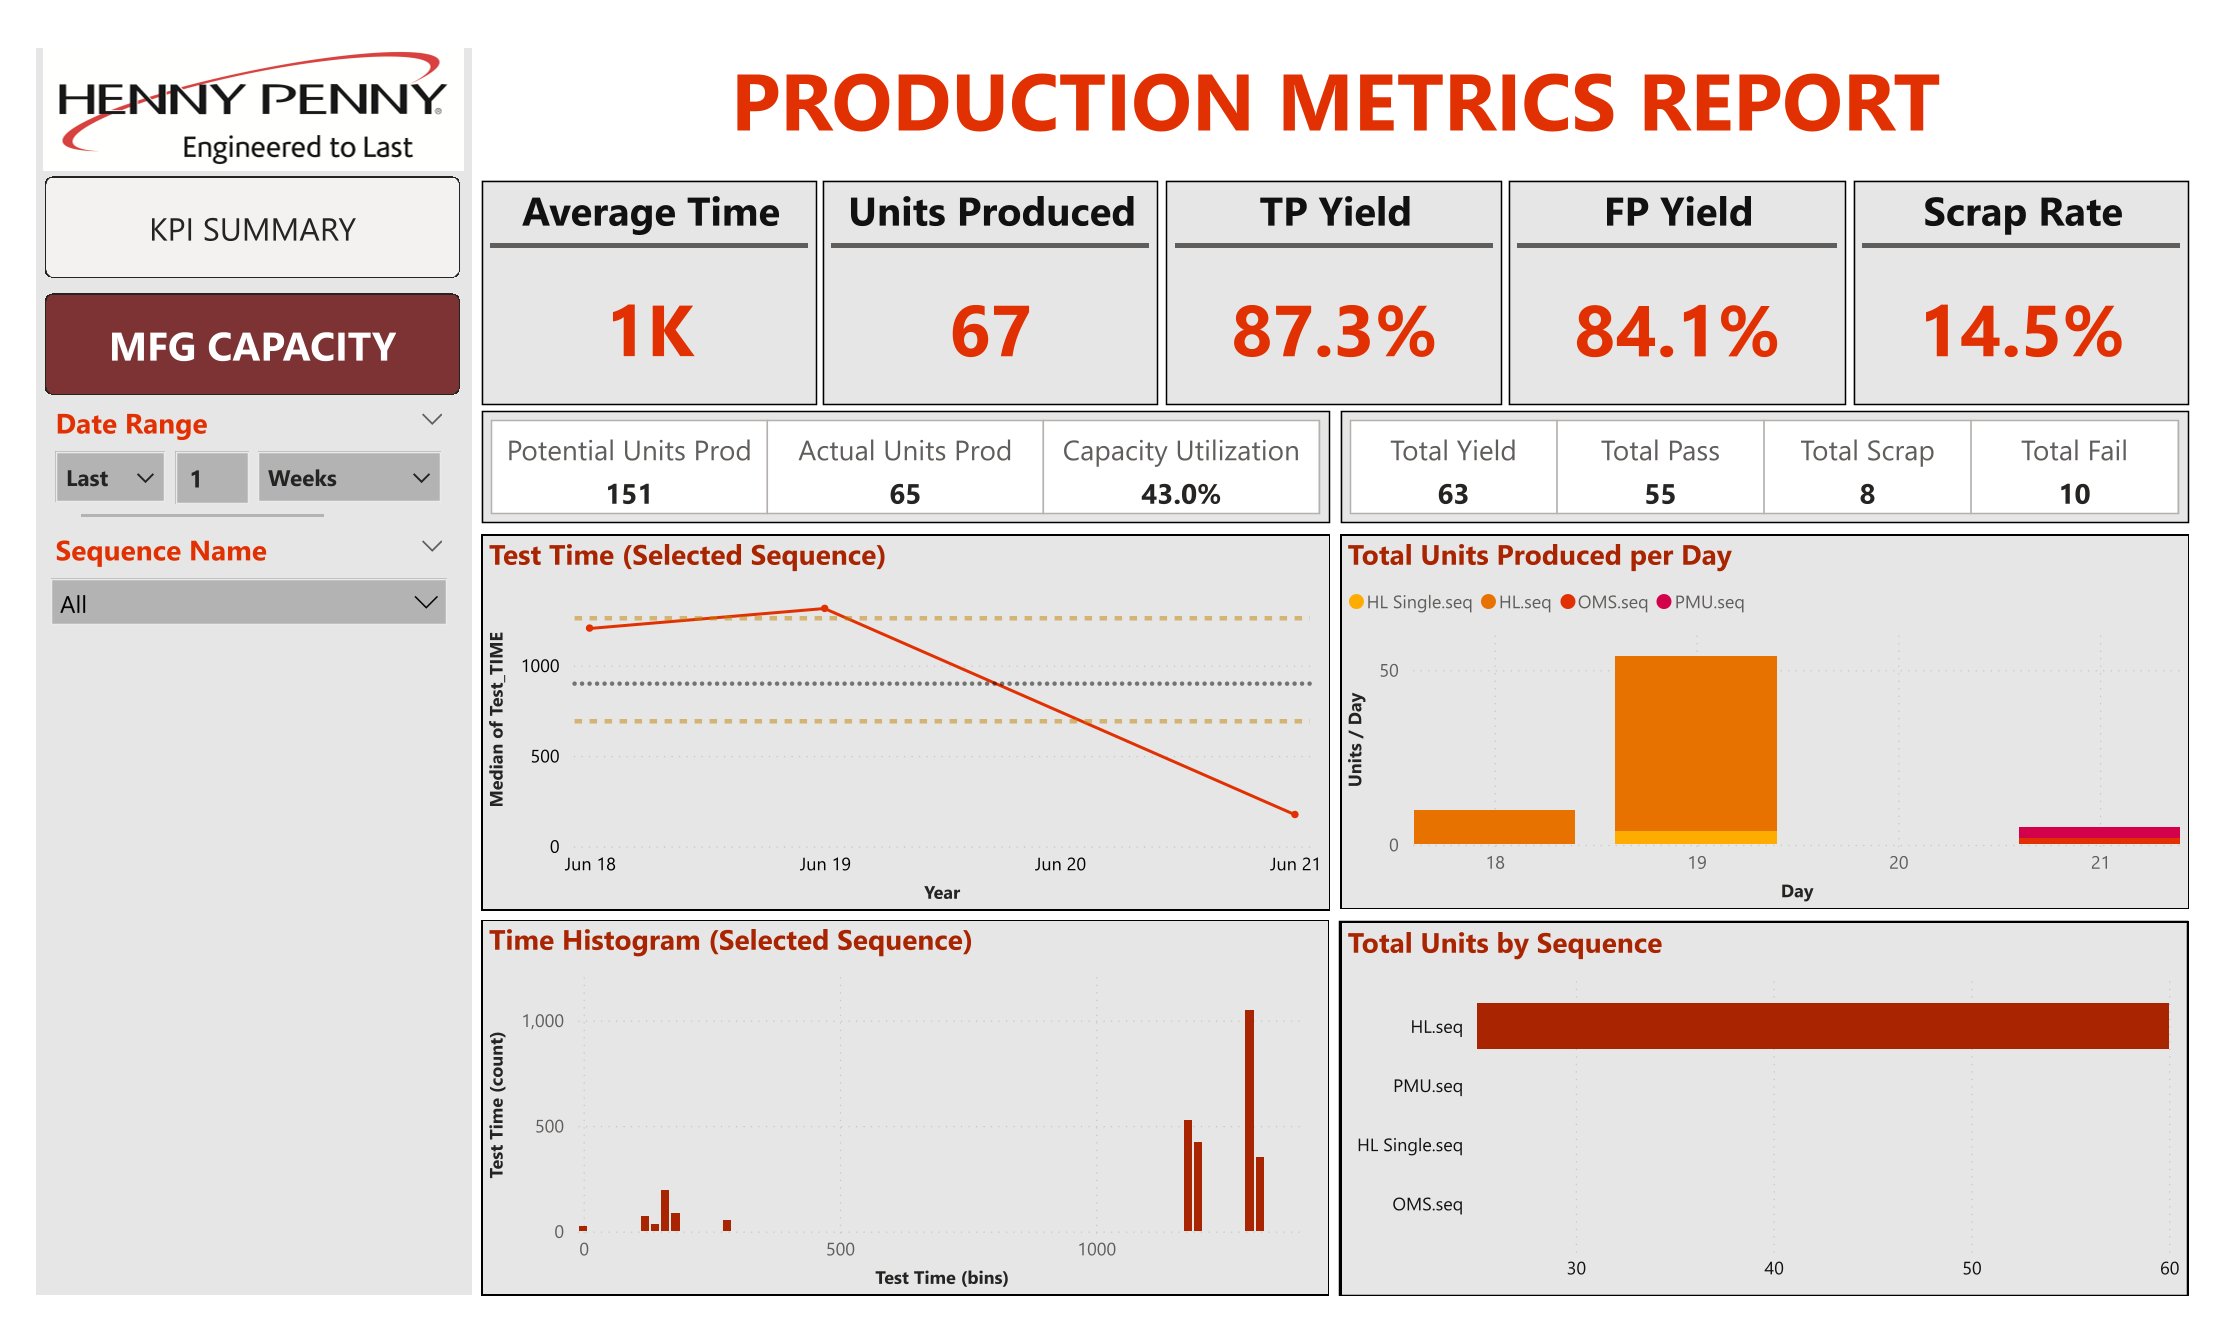 HENNY PENNY®
Engineered to Last
PRODUCTION METRICS REPORT
KPI SUMMARY
MFG CAPACITY
Date Range
Last
1
Weeks
Sequence Name
All
Average Time
1K
Units Produced
67
TP Yield
87.3%
FP Yield
84.1%
Scrap Rate
14.5%
Potential Units Prod
151
Actual Units Prod
65
Capacity Utilization
43.0%
Total Yield
63
Total Pass
55
Total Scrap
8
Total Fail
10
Test Time (Selected Sequence)
Median of Test_TIME
1000
500
0
Jun 18
Jun 19
Jun 20
Jun 21
Year
Total Units Produced per Day
HL Single.seq
HL.seq
OMS.seq
PMU.seq
Units / Day
50
0
18
19
20
21
Day
Time Histogram (Selected Sequence)
Test Time (count)
1,000
500
0
0
500
1000
Test Time (bins)
Total Units by Sequence
HL.seq
PMU.seq
HL Single.seq
OMS.seq
30
40
50
60